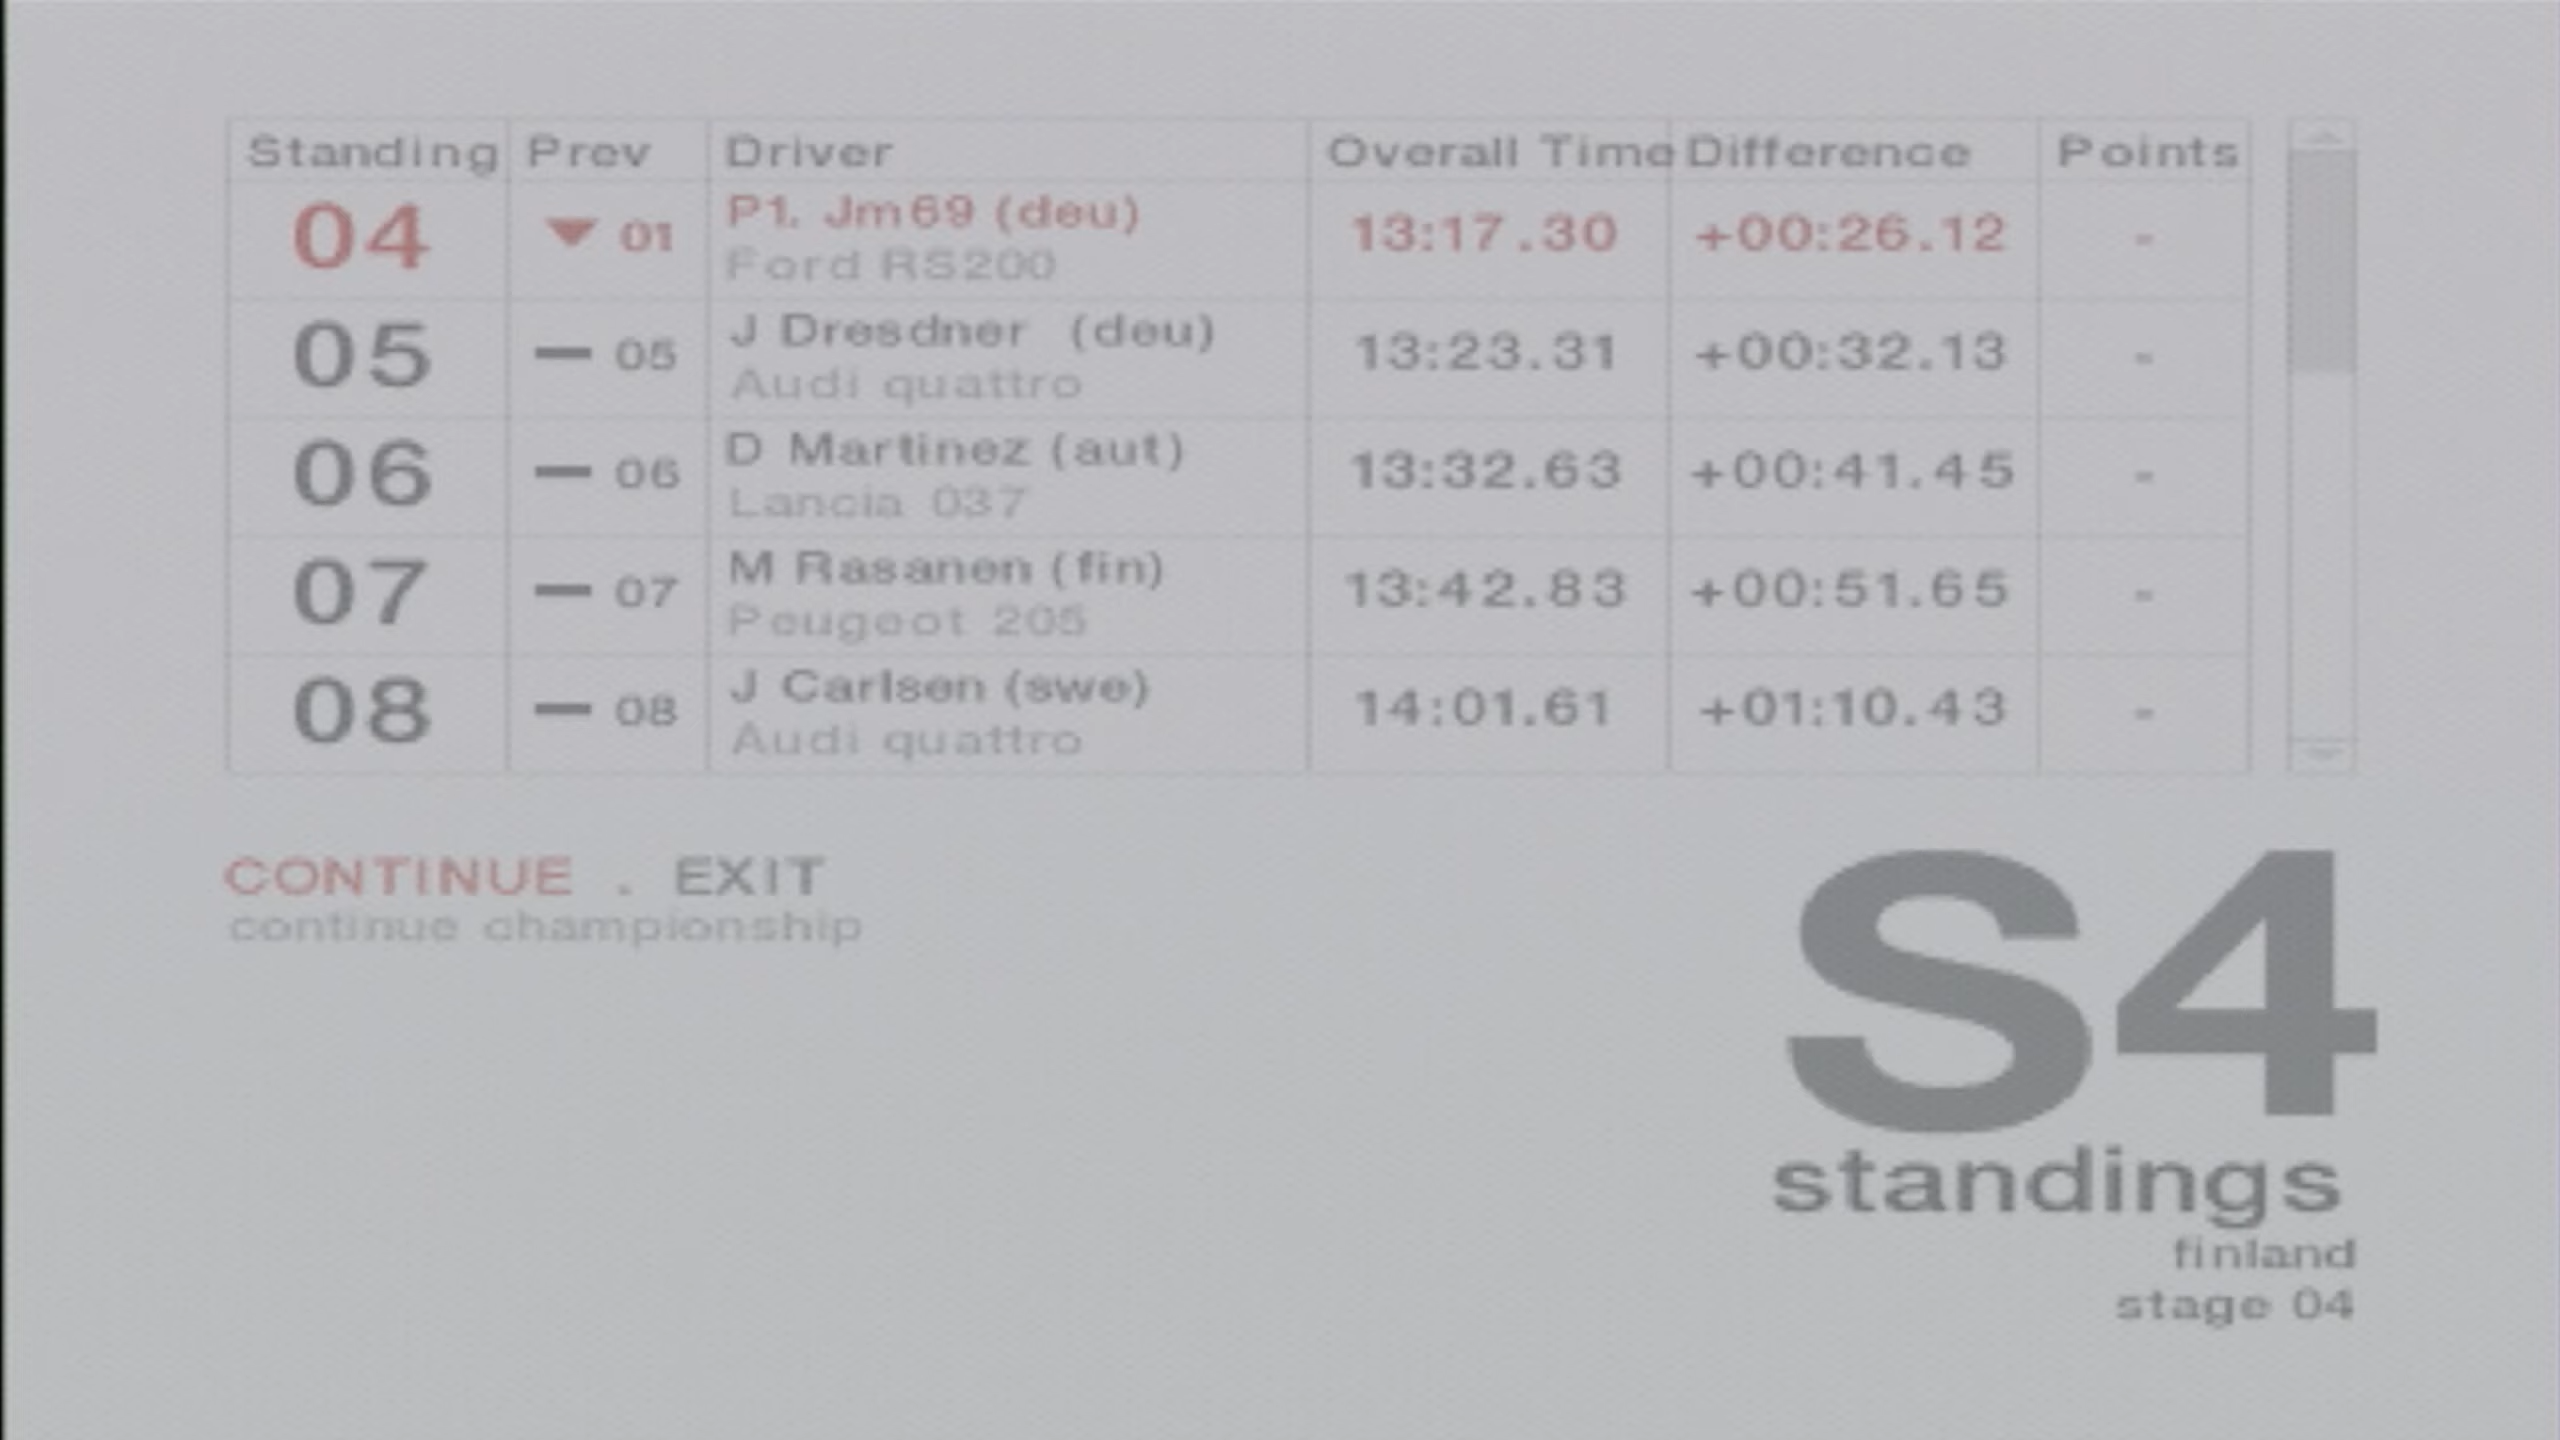 Standing Prev Driver Overall Time Difference Points
04 ▼ 01 P1. Jm69 (deu) 13:17.30 +00:26.12 -
Ford RS200
05 — 05 J Dresdner (deu) 13:23.31 +00:32.13 -
Audi quattro
06 — 06 D Martinez (aut) 13:32.63 +00:41.45 -
Lancia 037
07 — 07 M Rasanen (fin) 13:42.83 +00:51.65 -
Peugeot 205
08 — 08 J Carlsen (swe) 14:01.61 +01:10.43 -
Audi quattro
CONTINUE . EXIT
continue championship
S4
standings
finland
stage 04